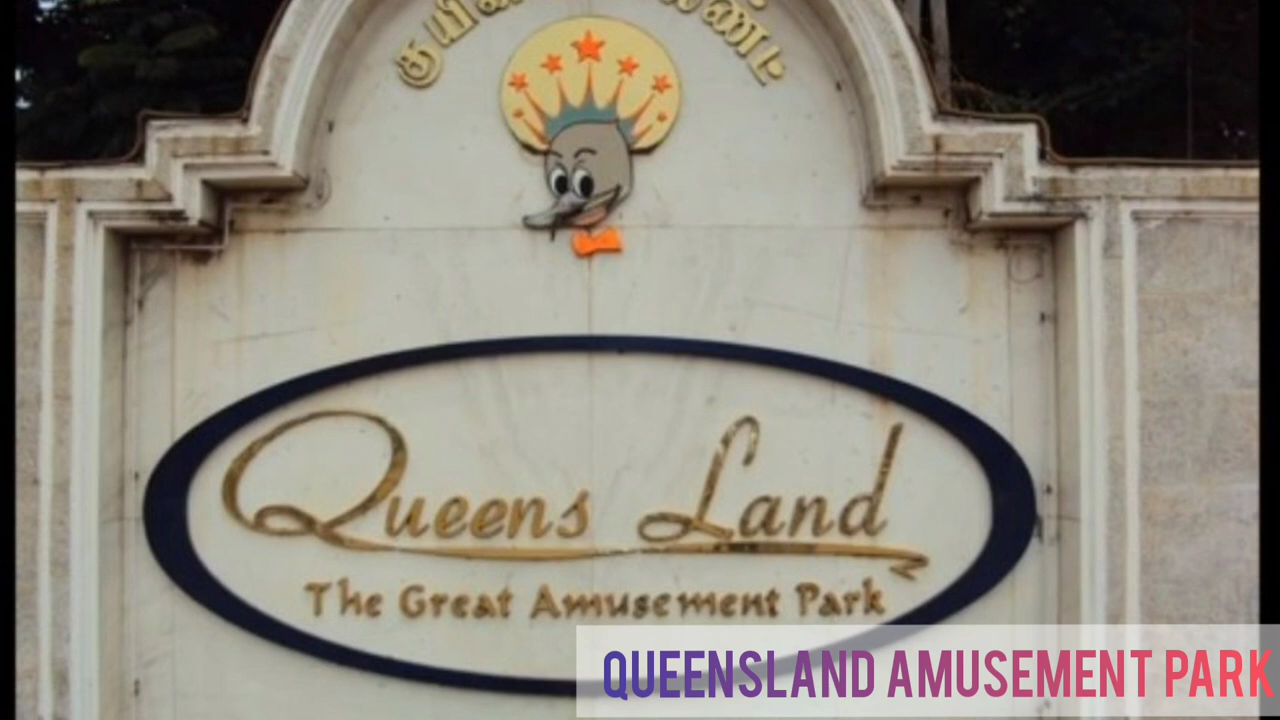 Queens Land
The Great Amusement Park
QUEENSLAND AMUSEMENT PARK